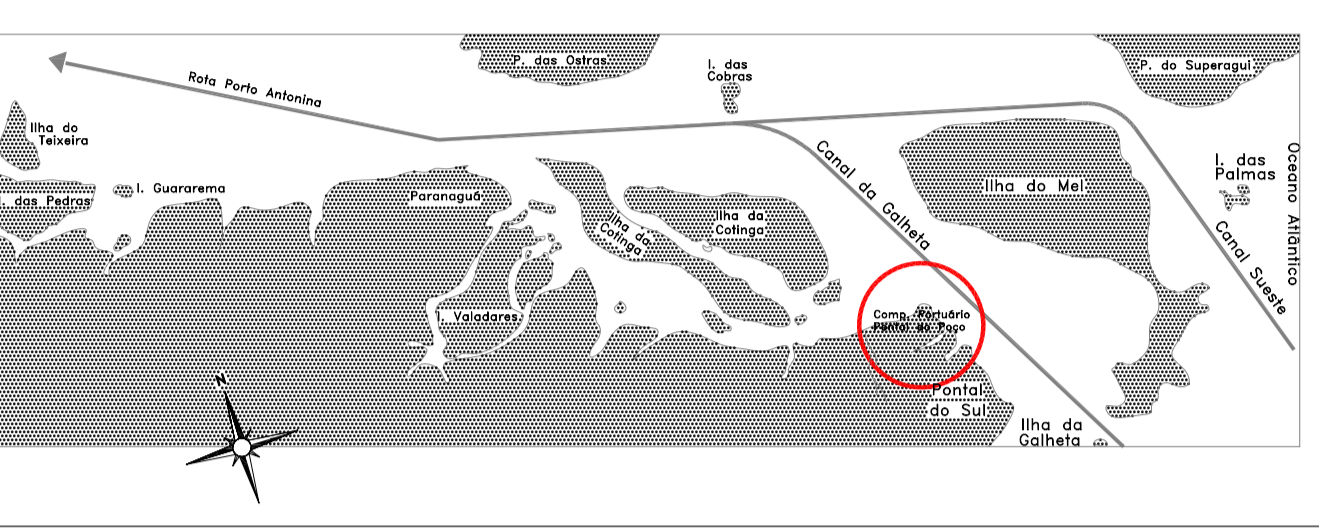 P. das Ostras
I. das
Cobras
P. do Superagui
Rota Porto Antonina
Ilha do
Teixeira
I. Guararema
. das Pedras
Paranaguá
Ilha da
Cotinga
Ilha da
Cotinga
Canal da Galheta
Ilha do Mel
I. das
Palmas
Oceano Atlântico
Canal Sueste
I. Valadares
Comp. Portuário
Pontal do Poço
Pontal
do Sul
Ilha da
Galheta
N